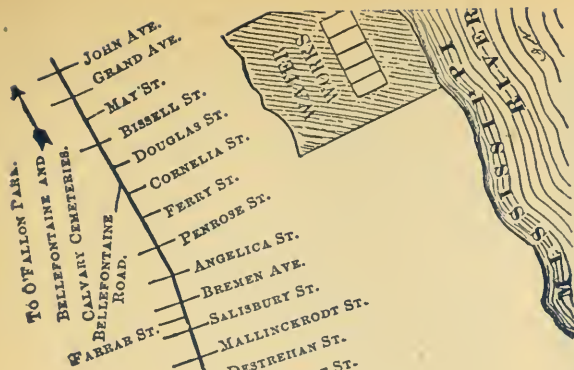 JOHN AVE.
GRAND AVE.
MAY ST.
BISSELL ST.
DOUGLAS ST.
CORNELIA ST.
FERRY ST.
PENROSE ST.
ANGELICA ST.
BREMEN AVE.
SALISBURY ST.
MALLINCKRODT ST.
DESTREHAN ST.
ST.
FARRAR ST.
TO O'FALLON PARK.
BELLEFONTAINE AND
CALVARY CEMETERIES.
BELLEFONTAINE
ROAD.
WATER
WORKS
MISSISSIPPI
RIVER